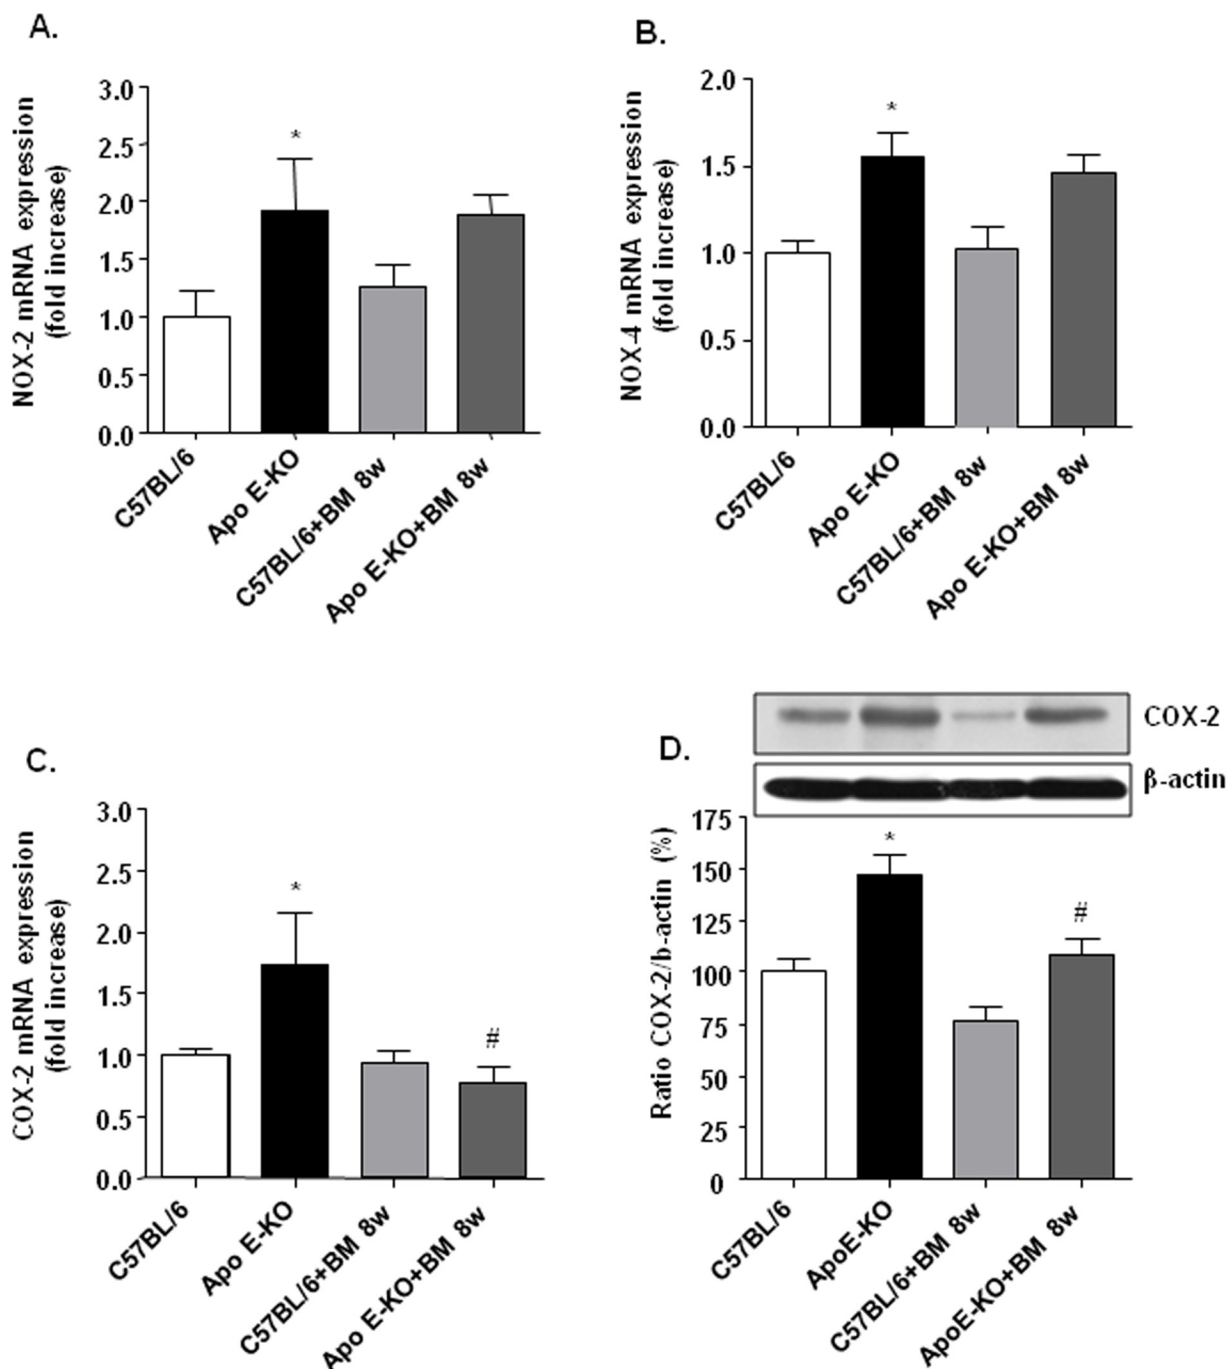 A.
NOX-2 mRNA expression
(fold increase)
3.0
2.5
*
2.0
1.5
1.0
0.5
0.0
C57BL/6
Apo E-KO
C57BL/6+BM 8w
Apo E-KO+BM 8w
B.
NOX-4 mRNA expression
(fold increase)
2.0
*
1.5
1.0
0.5
0.0
C57BL/6
Apo E-KO
C57BL/6+BM 8w
Apo E-KO+BM 8w
C.
COX-2 mRNA expression
(fold increase)
3.0
2.5
*
2.0
1.5
#
1.0
0.5
0.0
C57BL/6
Apo E-KO
C57BL/6+BM 8w
Apo E-KO+BM 8w
D.
COX-2
β-actin
Ratio COX-2/b-actin (%)
175
*
150
125
#
100
75
50
25
0
C57BL/6
ApoE-KO
C57BL/6+BM 8w
ApoE-KO+BM 8w